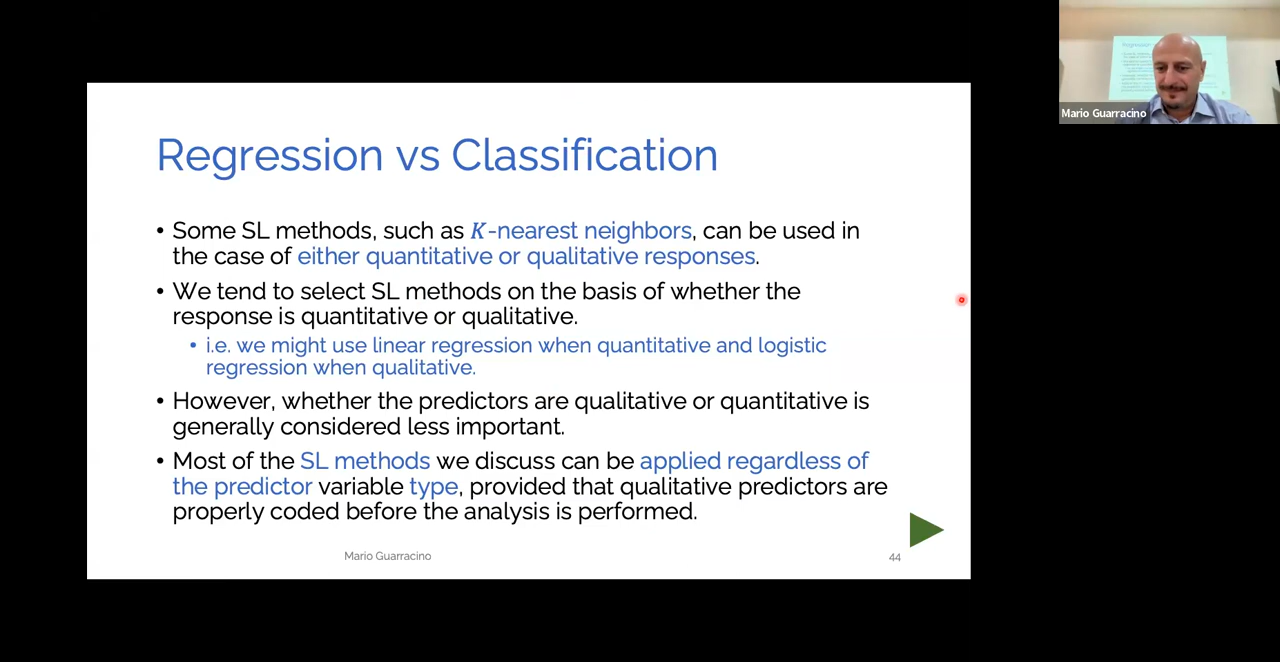 Regression vs Classification
• Some SL methods, such as K-nearest neighbors, can be used in
the case of either quantitative or qualitative responses.
• We tend to select SL methods on the basis of whether the
response is quantitative or qualitative.
• i.e. we might use linear regression when quantitative and logistic
regression when qualitative.
• However, whether the predictors are qualitative or quantitative is
generally considered less important.
• Most of the SL methods we discuss can be applied regardless of
the predictor variable type, provided that qualitative predictors are
properly coded before the analysis is performed.
Mario Guarracino
44
Mario Guarracino